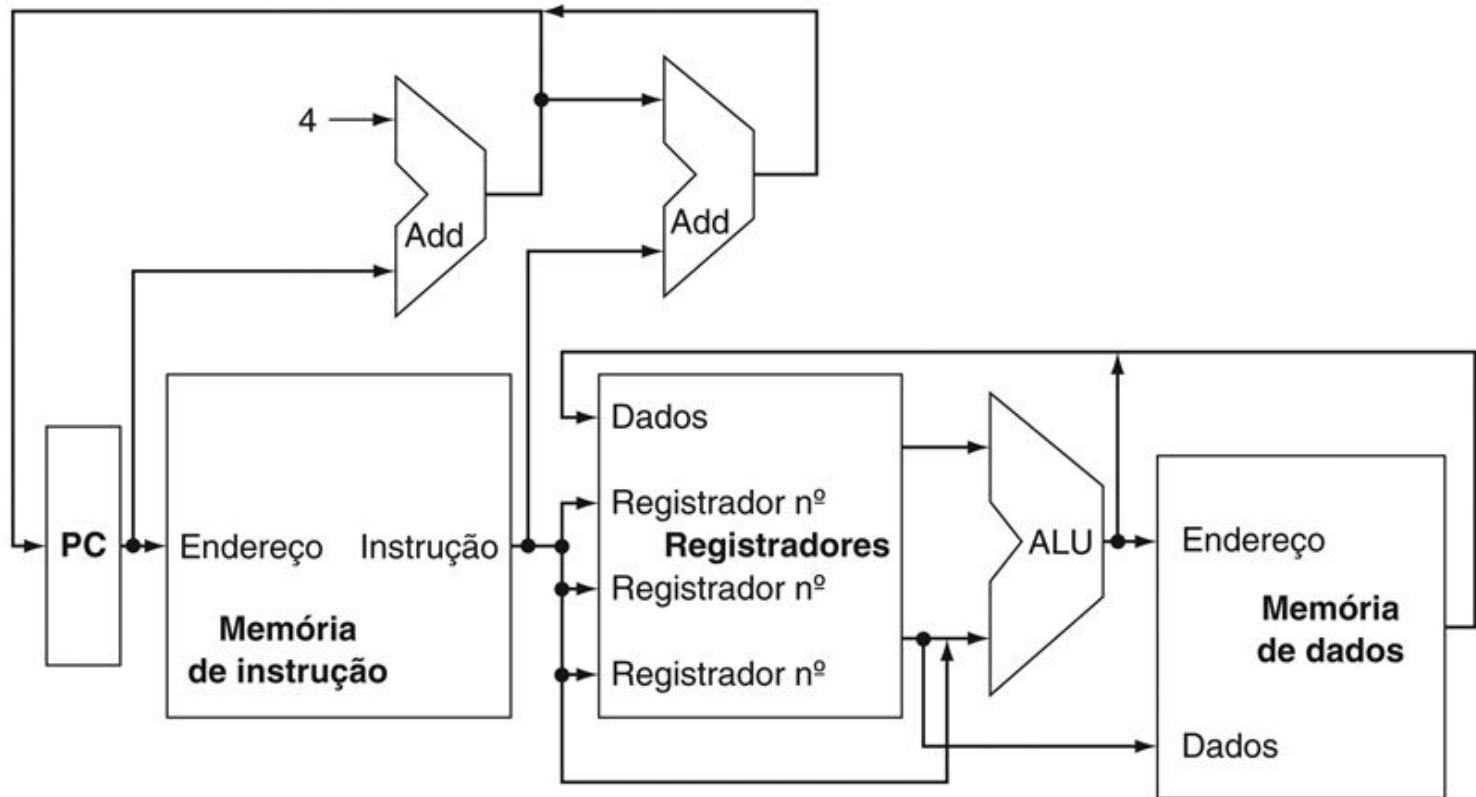 4
Add
Add
PC
Endereço
Instrução
Memória
de instrução
Dados
Registrador nº
Registradores
Registrador nº
Registrador nº
ALU
Endereço
Memória
de dados
Dados